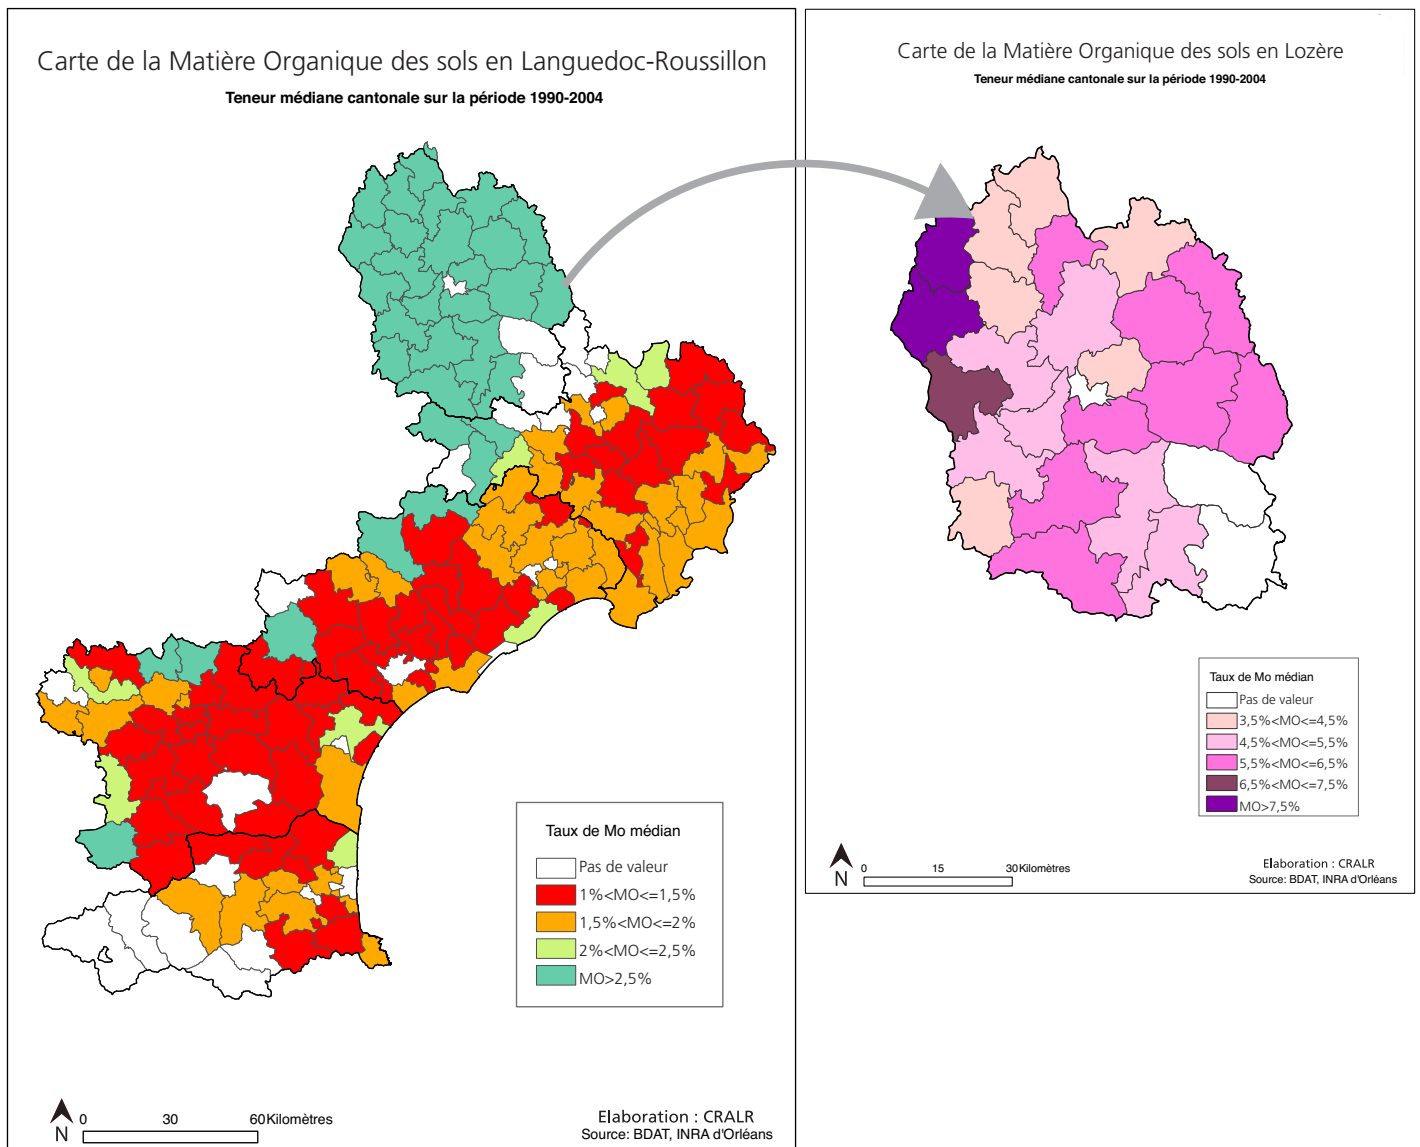 Carte de la Matière Organique des sols en Languedoc-Roussillon
Teneur médiane cantonale sur la période 1990-2004
Taux de Mo médian
Pas de valeur
1%<MO<=1,5%
1,5%<MO<=2%
2%<MO<=2,5%
MO>2,5%
N
0 30 60 Kilomètres
Elaboration : CRALR
Source: BDAT, INRA d'Orléans
Carte de la Matière Organique des sols en Lozère
Teneur médiane cantonale sur la période 1990-2004
Taux de Mo médian
Pas de valeur
3,5%<MO<=4,5%
4,5%<MO<=5,5%
5,5%<MO<=6,5%
6,5%<MO<=7,5%
MO>7,5%
N
0 15 30 Kilomètres
Elaboration : CRALR
Source: BDAT, INRA d'Orléans